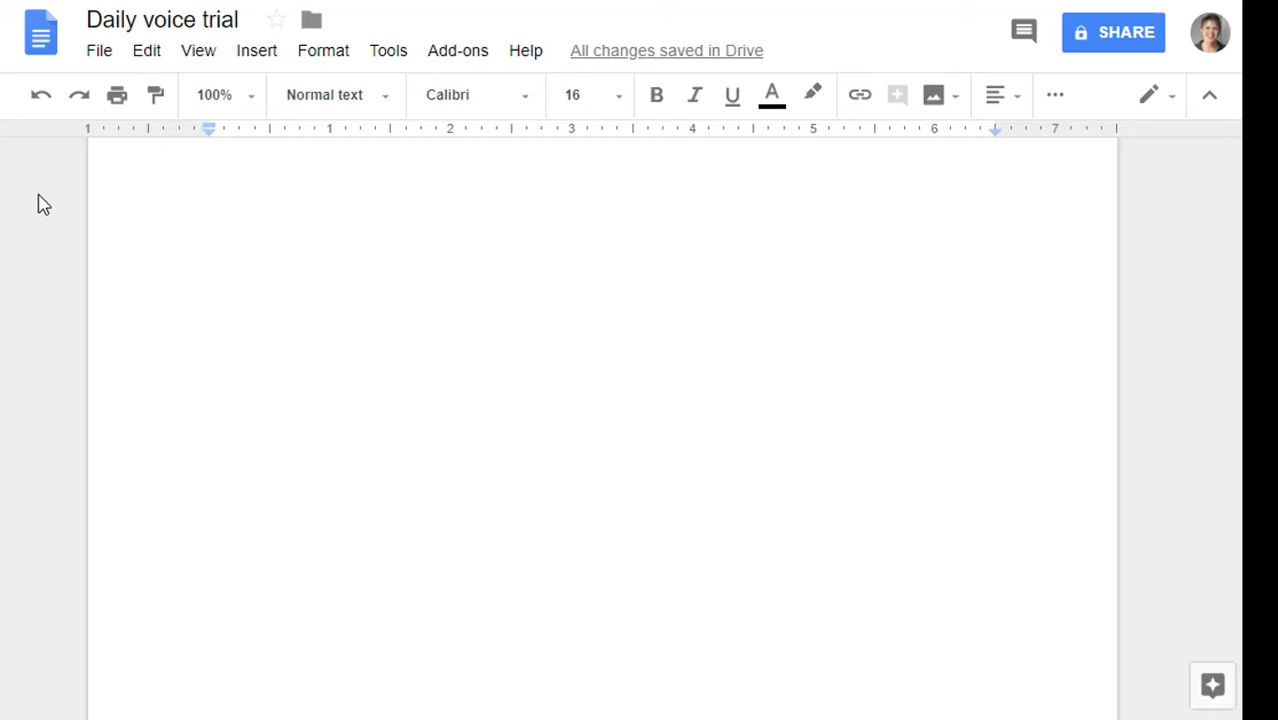 Daily voice trial
File Edit View Insert Format Tools Add-ons Help All changes saved in Drive
SHARE
100% Normal text Calibri 16 B I U A
1 1 2 3 4 5 6 7